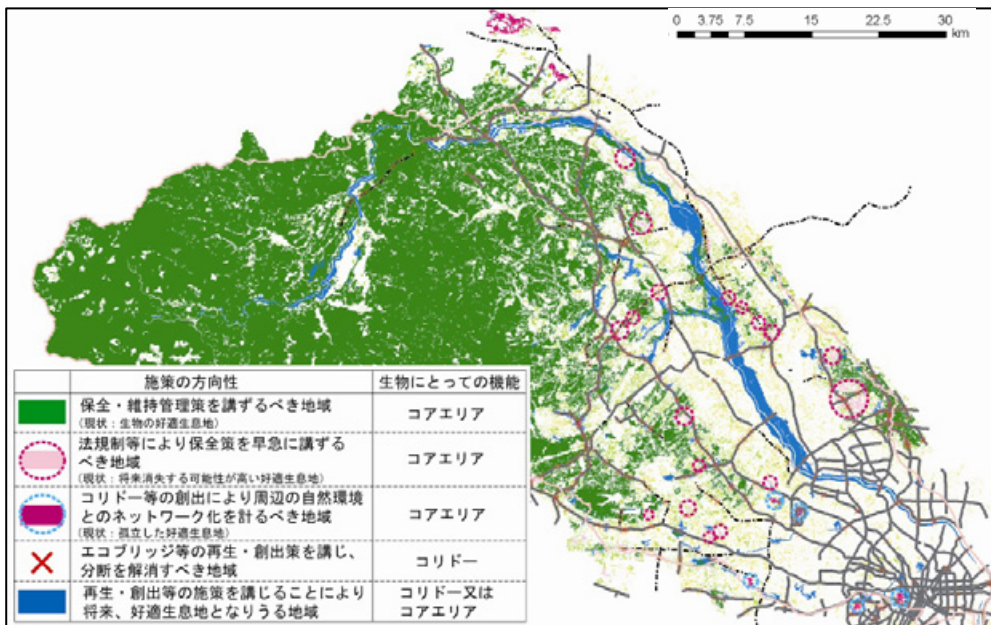 0 3.75 7.5 15 22.5 30
km
施策の方向性 生物にとっての機能
保全・維持管理策を講ずるべき地域
(現状:生物の好適生息地)
コアエリア
法規制等により保全策を早急に講ずる
べき地域
(現状:将来消失する可能性が高い好適生息地)
コアエリア
コリドー等の創出により周辺の自然環境
とのネットワーク化を計るべき地域
(現状:孤立した好適生息地)
コアエリア
エコブリッジ等の再生・創出策を講じ、
分断を解消すべき地域
コリドー
再生・創出等の施策を講じることにより
将来、好適生息地となりうる地域
コリドー又は
コアエリア